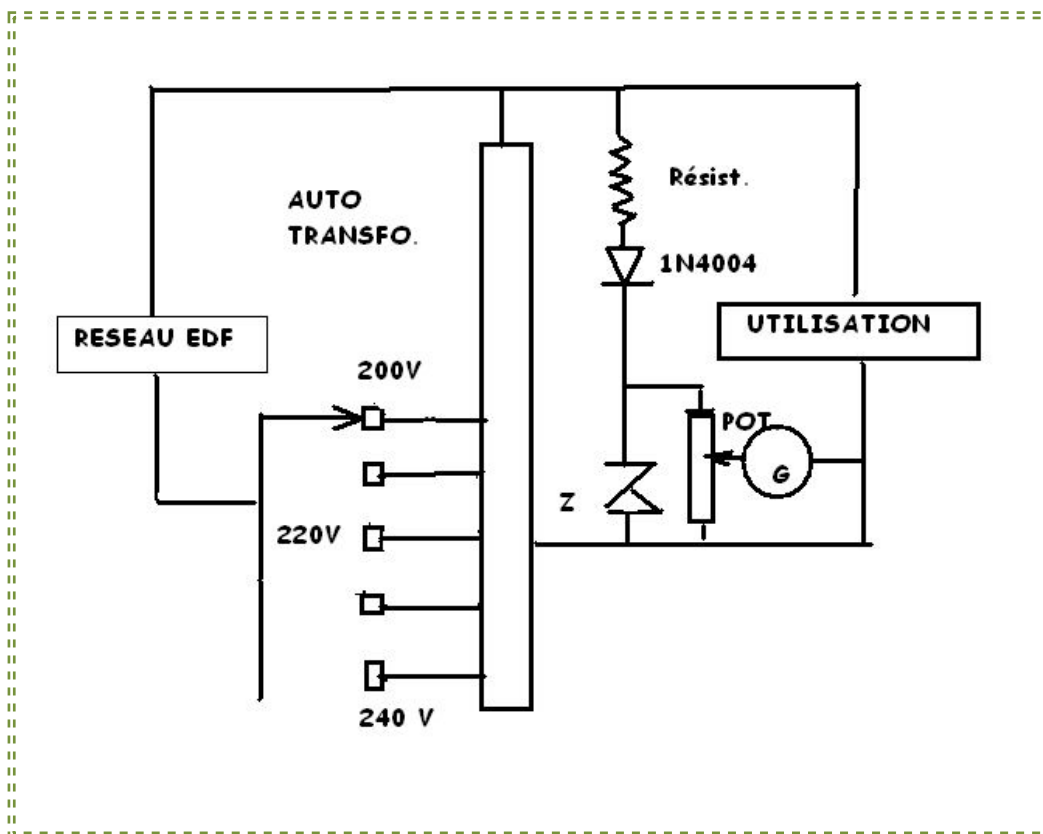 Résist.
AUTO
TRANSFO.
1N4004
RESEAU EDF
UTILISATION
200V
POT
G
Z
220V
240 V